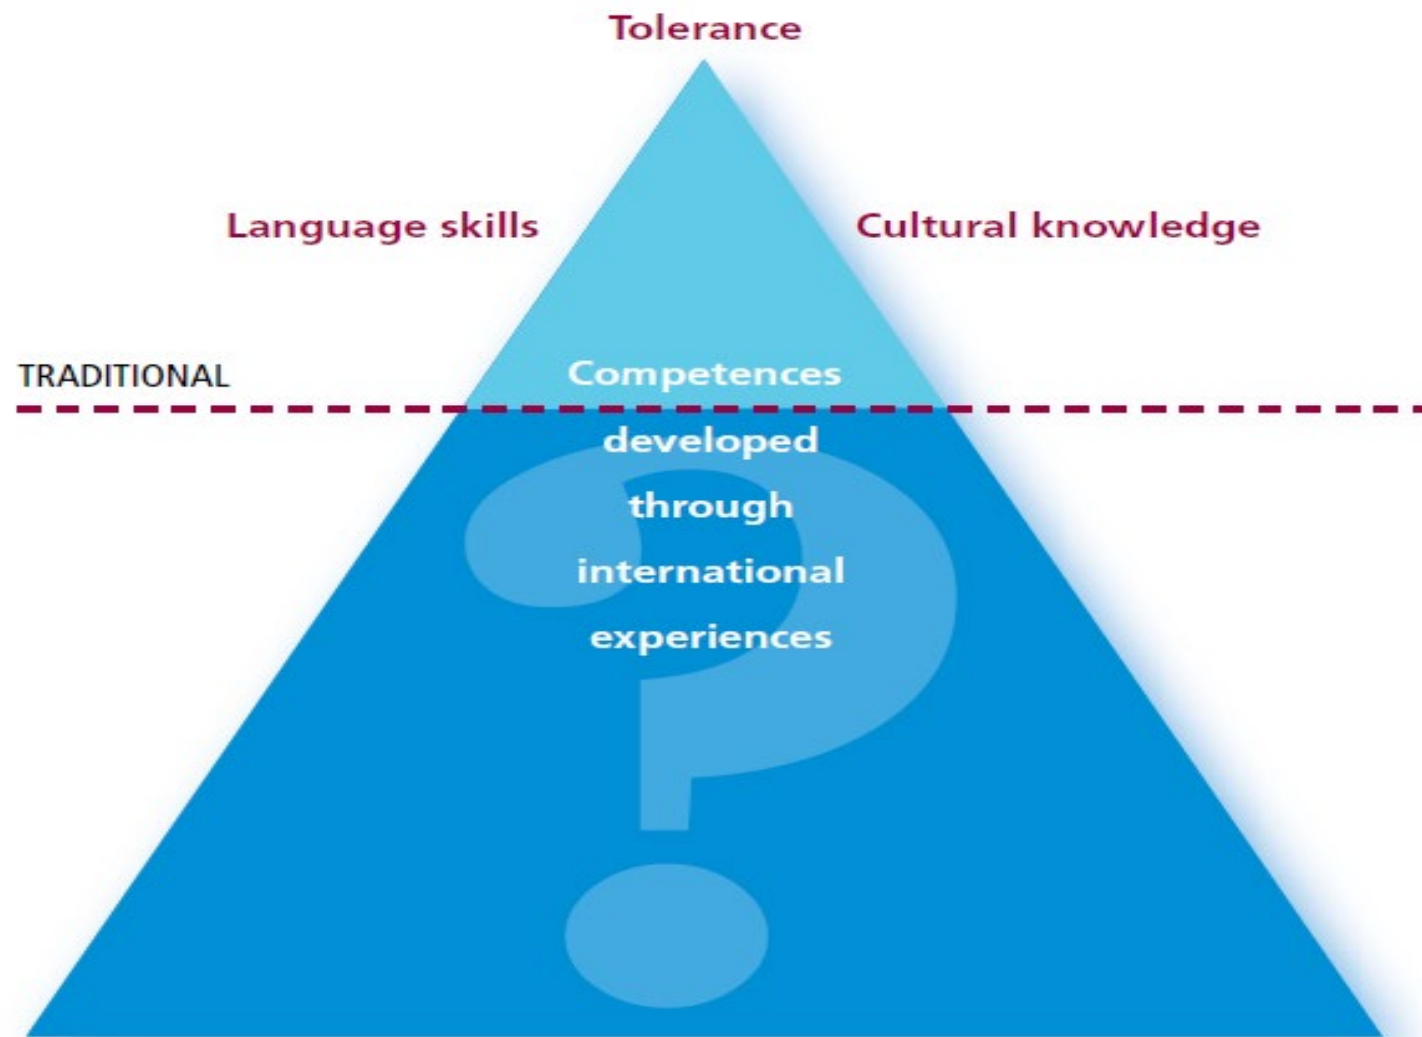 Tolerance
Language skills
Cultural knowledge
TRADITIONAL
Competences
developed
through
international
experiences
?